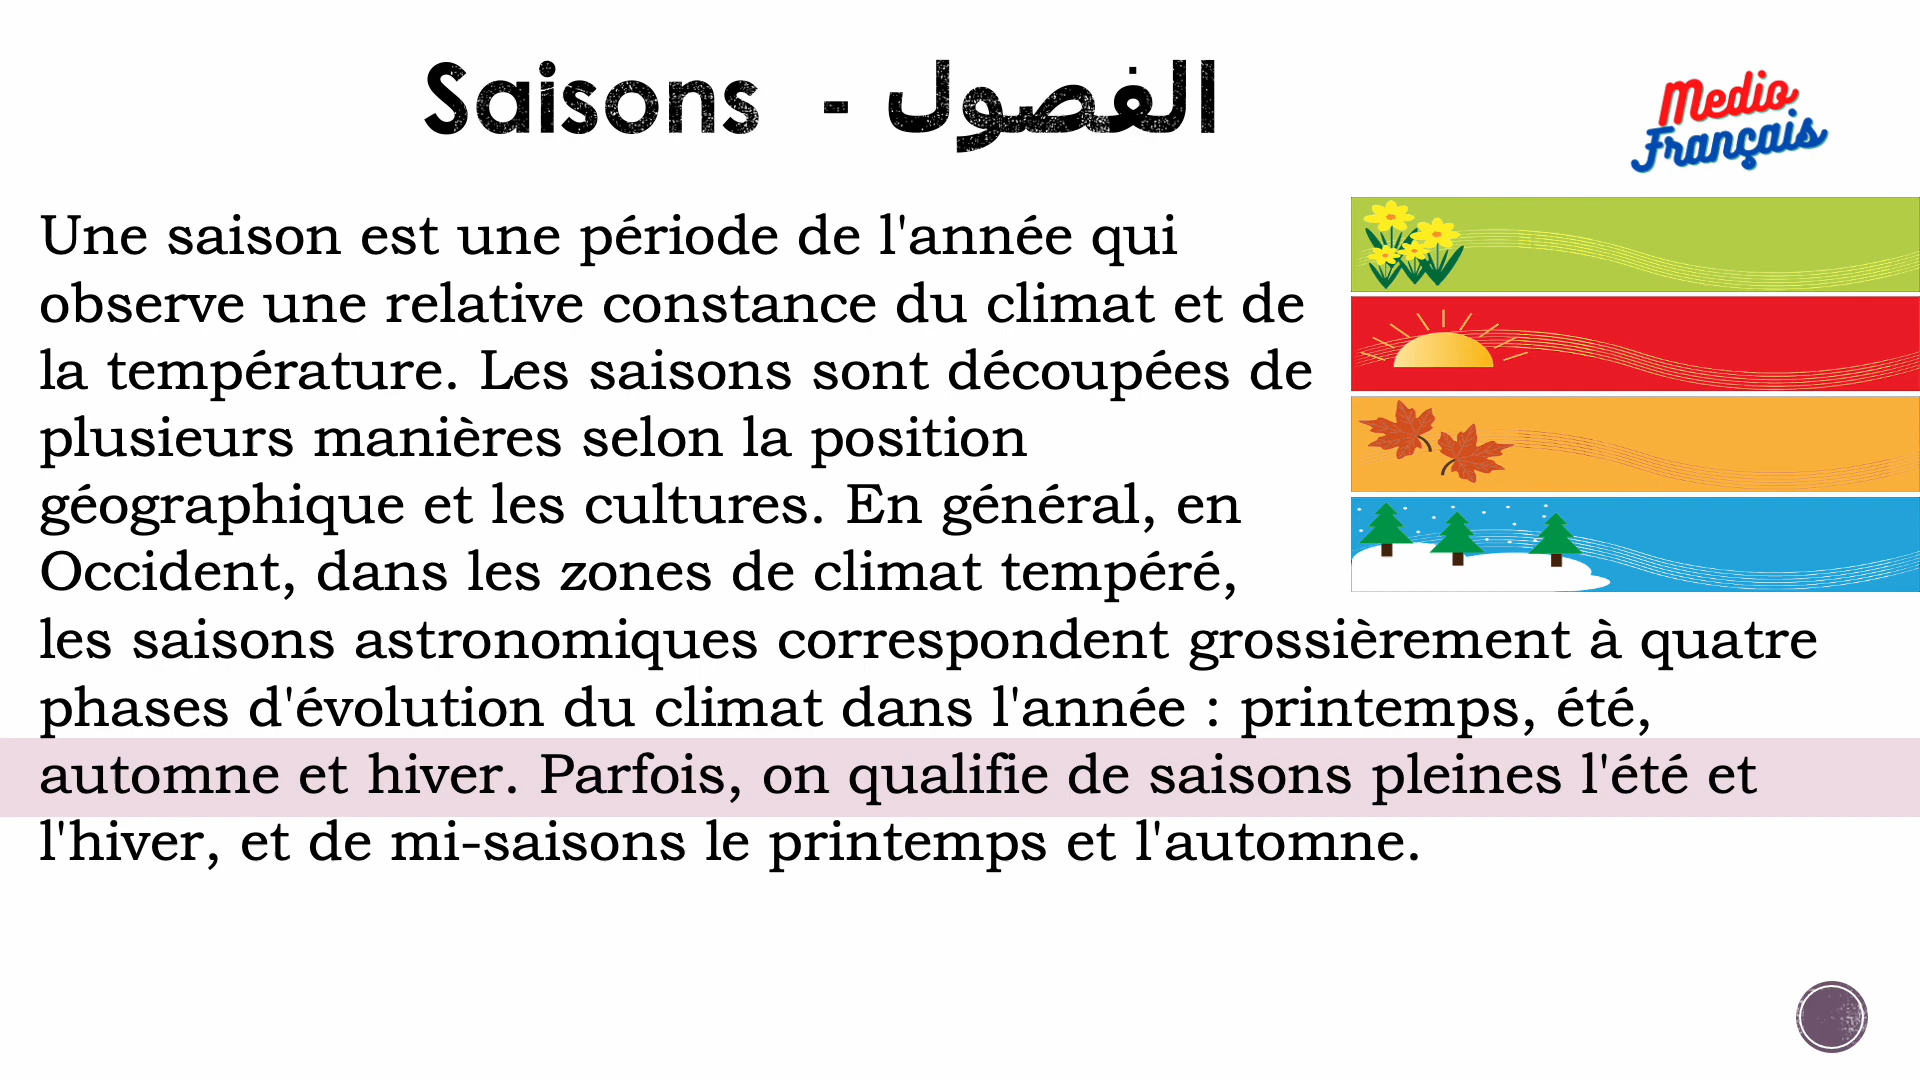 Saisons - الفصول
Medio
Français
Une saison est une période de l'année qui
observe une relative constance du climat et de
la température. Les saisons sont découpées de
plusieurs manières selon la position
géographique et les cultures. En général, en
Occident, dans les zones de climat tempéré,
les saisons astronomiques correspondent grossièrement à quatre
phases d'évolution du climat dans l'année : printemps, été,
automne et hiver. Parfois, on qualifie de saisons pleines l'été et
l'hiver, et de mi-saisons le printemps et l'automne.